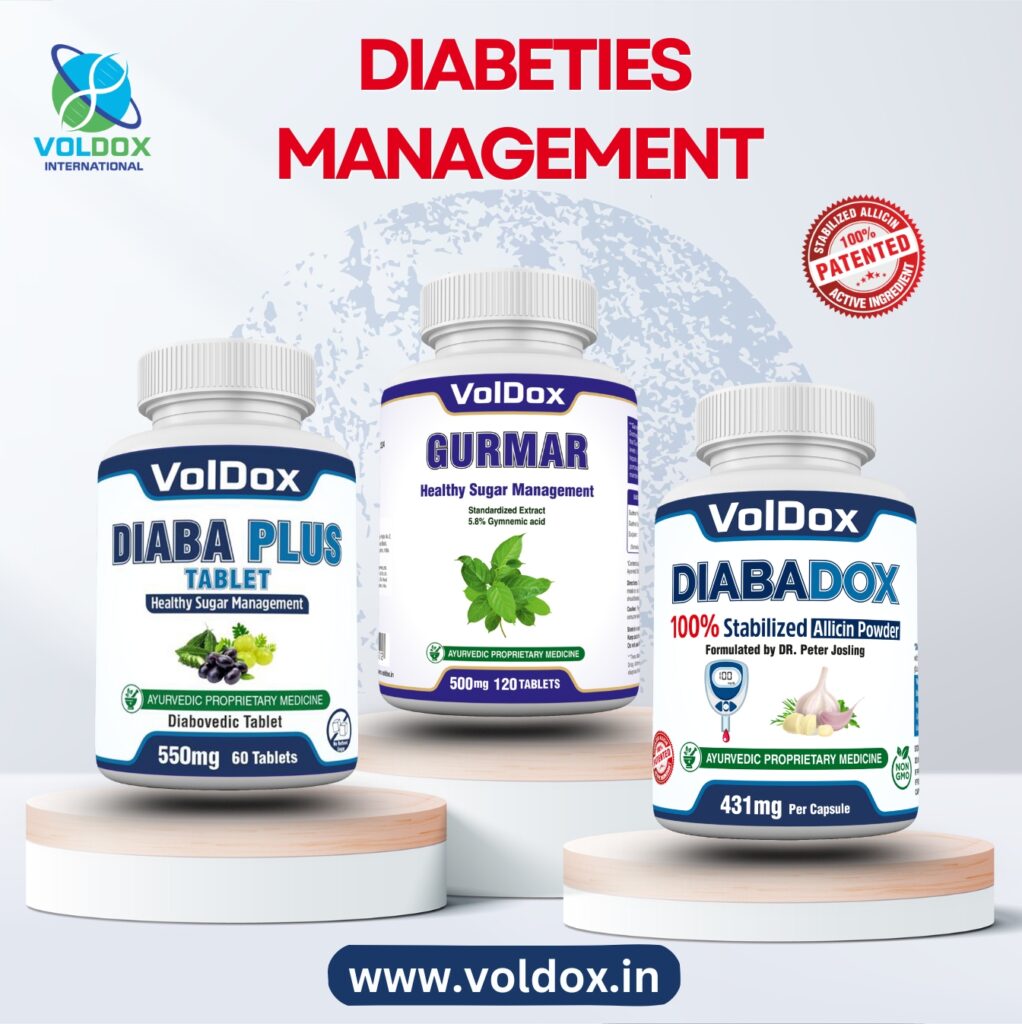 VOLDOX
INTERNATIONAL
DIABETIES
MANAGEMENT
STABILIZED ALLICIN
100%
PATENTED
ACTIVE INGREDIENT
VolDox
DIABA PLUS
TABLET
Healthy Sugar Management
AYURVEDIC PROPRIETARY MEDICINE
Diabovedic Tablet
550mg 60 Tablets
VolDox
GURMAR
Healthy Sugar Management
Standardized Extract
5.8% Gymnemic acid
AYURVEDIC PROPRIETARY MEDICINE
500mg 120 TABLETS
VolDox
DIABADOX
100% Stabilized Allicin Powder
Formulated by DR. Peter Josling
100
AYURVEDIC PROPRIETARY MEDICINE
NON
GMO
431mg Per Capsule
www.voldox.in